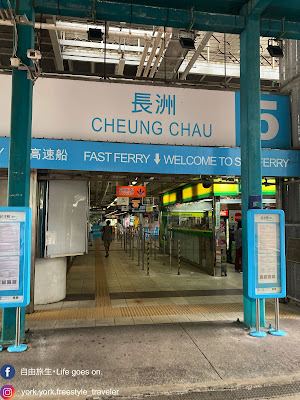 長洲
CHEUNG CHAU
5
高速船 FAST FERRY ↓ WELCOME TO S FERRY
自由旅生•Life goes on.
york.york.freestyle_traveler